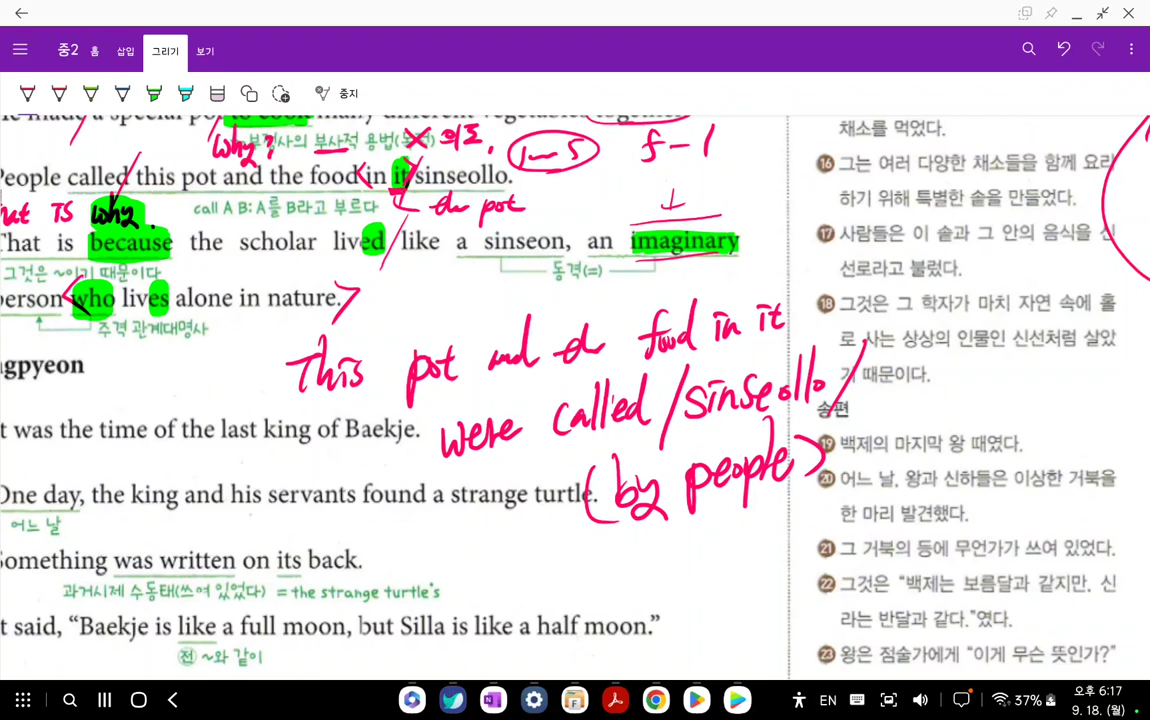 중2 홈 삽입 그리기 보기
중지
made a special pot to cook many different vegetables together
부정사의 부사적 용법(목적)
why?
의도
People called this pot and the food in it sinseollo.
call A B: A를 B라고 부르다
the pot
IS why.
That is because the scholar lived like a sinseon, an imaginary
그것은 ~이기 때문이다
동격(=)
person who lives alone in nature.
주격 관계대명사
This pot and the food in it
were called / sinseollo /
(by people)
ngpyeon
t was the time of the last king of Baekje.
One day, the king and his servants found a strange turtle.
어느 날
Something was written on its back.
과거시제 수동태(쓰여 있었다) = the strange turtle's
t said, “Baekje is like a full moon, but Silla is like a half moon.”
전 ~와 같이
채소를 먹었다.
⑯ 그는 여러 다양한 채소들을 함께 요리
하기 위해 특별한 솥을 만들었다.
⑰ 사람들은 이 솥과 그 안의 음식을 신
선로라고 불렀다.
⑱ 그것은 그 학자가 마치 자연 속에 홀
로 사는 상상의 인물인 신선처럼 살았
기 때문이다.
송편
⑲ 백제의 마지막 왕 때였다.
⑳ 어느 날, 왕과 신하들은 이상한 거북을
한 마리 발견했다.
㉑ 그 거북의 등에 무언가가 쓰여 있었다.
㉒ 그것은 “백제는 보름달과 같지만, 신
라는 반달과 같다.”였다.
㉓ 왕은 점술가에게 “이게 무슨 뜻인가?”
EN
37%
오후 6:17
9. 18. (월)